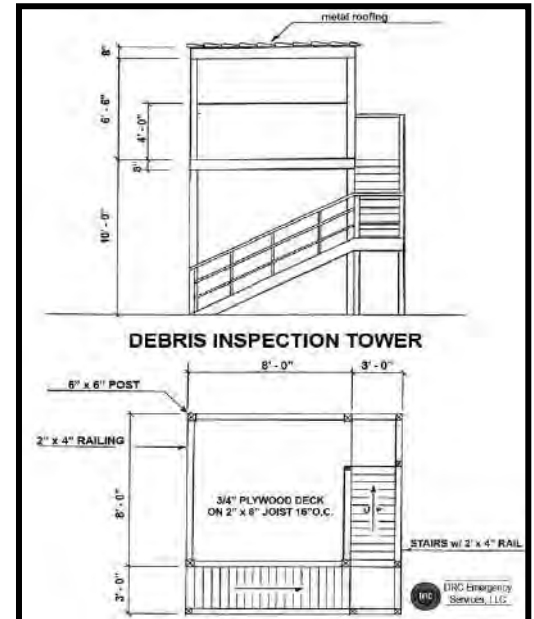 metal roofing
8"
6' - 6"
4' - 0"
8"
10' - 0"
DEBRIS INSPECTION TOWER
8' - 0"
3' - 0"
6" x 6" POST
2" x 4" RAILING
8' - 0"
3/4" PLYWOOD DECK
ON 2" x 8" JOIST 16"O.C.
STAIRS w/ 2' x 4" RAIL
3' - 0"
DRC
DRC Emergency
Services, LLC